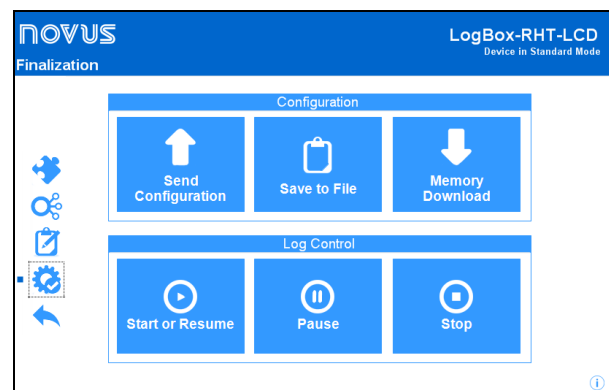 novus
LogBox-RHT-LCD
Device in Standard Mode
Finalization
Configuration
Send
Configuration
Save to File
Memory
Download
Log Control
Start or Resume
Pause
Stop
i